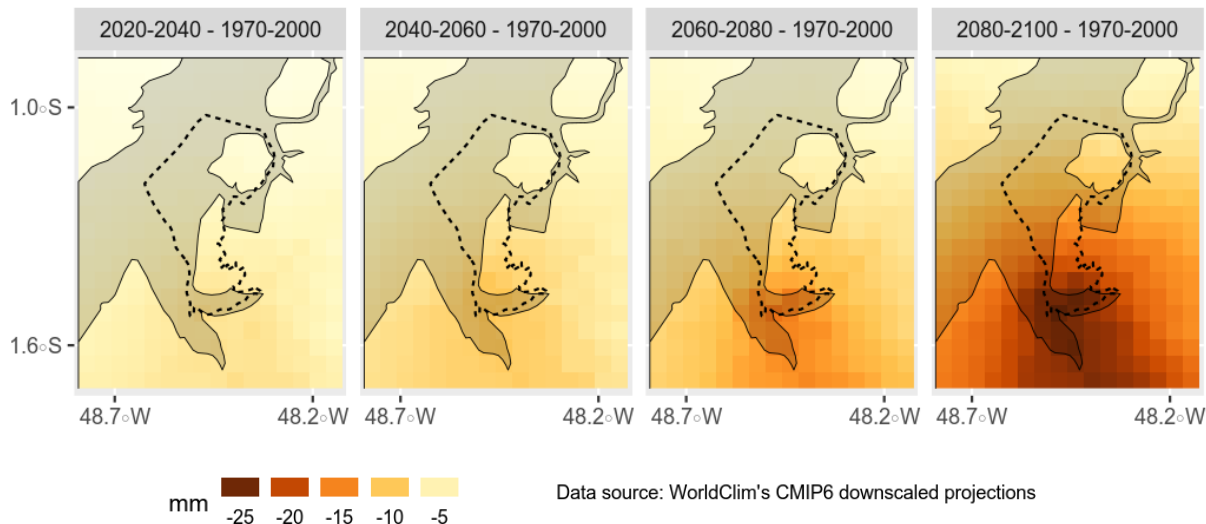 2020-2040 - 1970-2000 2040-2060 - 1970-2000 2060-2080 - 1970-2000 2080-2100 - 1970-2000
1.0○S
1.6○S
48.7○W 48.2○W 48.7○W 48.2○W 48.7○W 48.2○W 48.7○W 48.2○W
mm
-25 -20 -15 -10 -5
Data source: WorldClim's CMIP6 downscaled projections